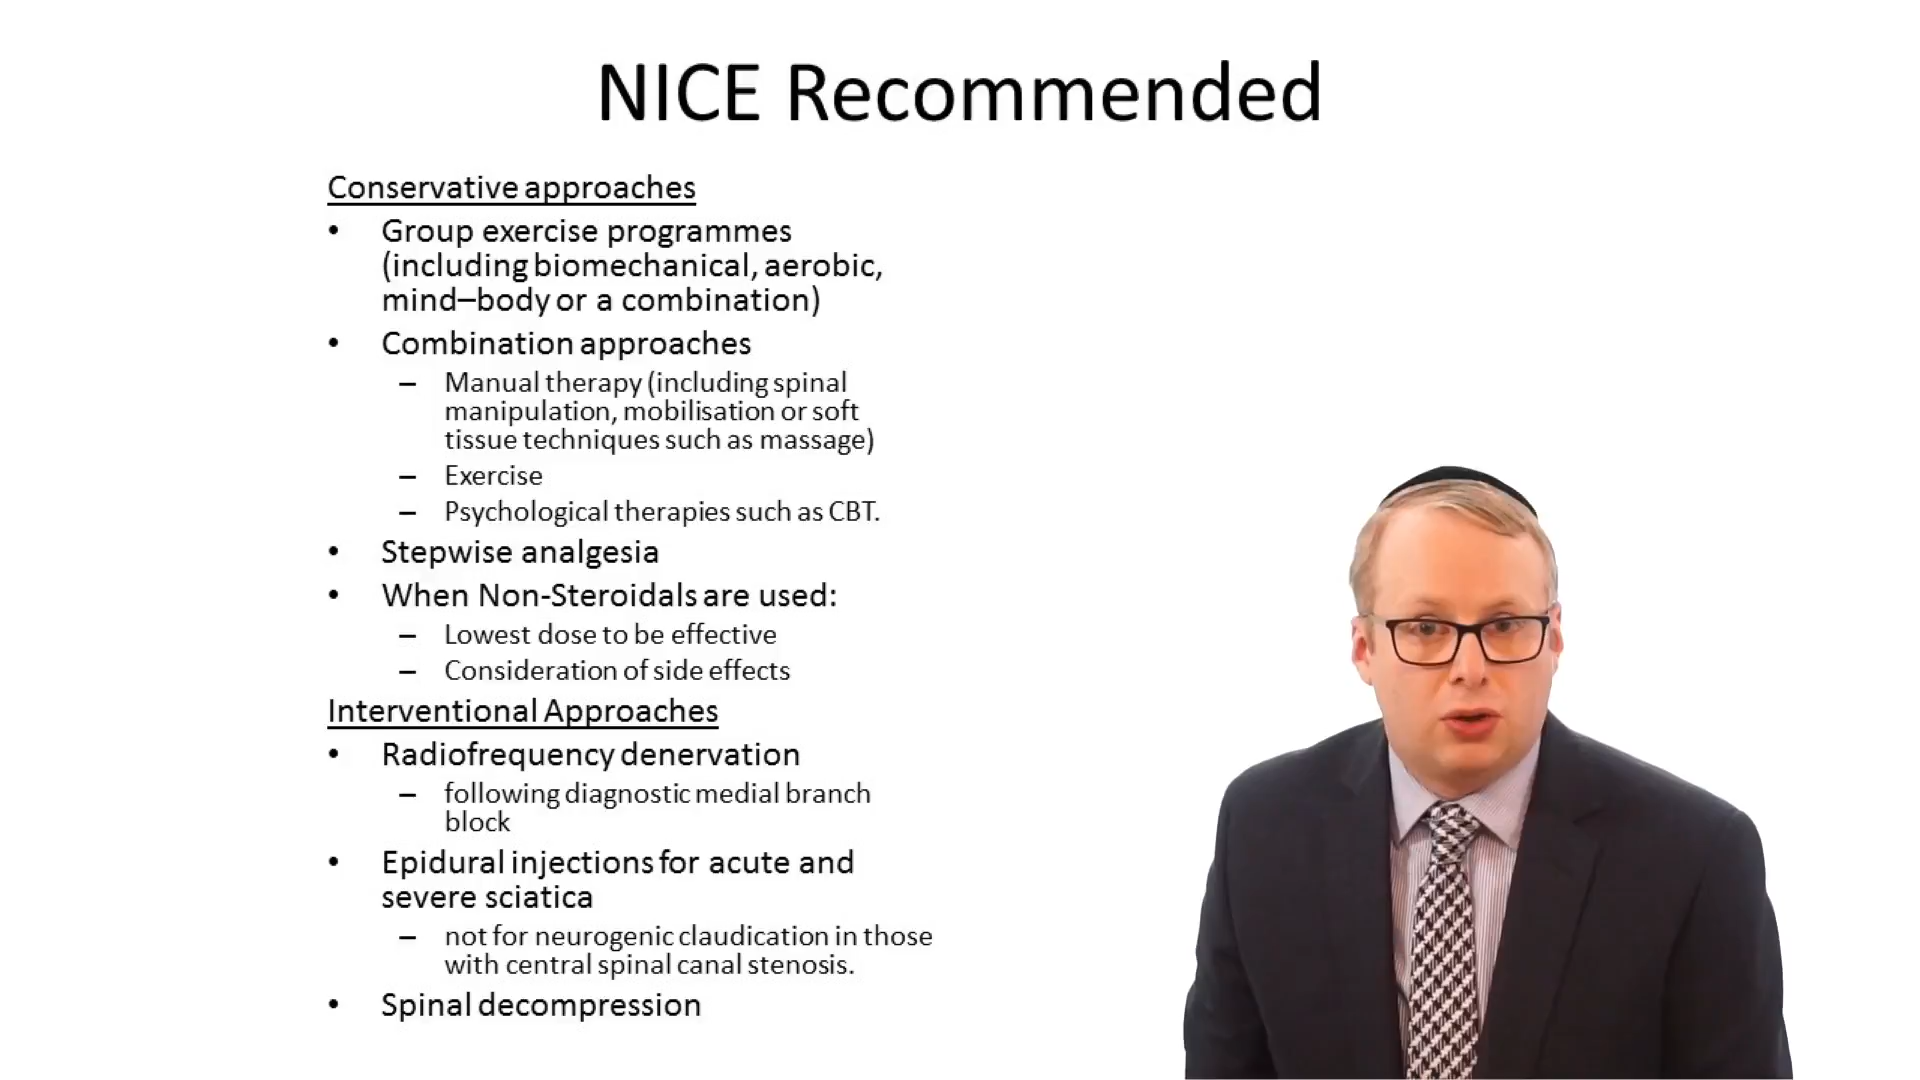 NICE Recommended
Conservative approaches
• Group exercise programmes
(including biomechanical, aerobic,
mind–body or a combination)
• Combination approaches
– Manual therapy (including spinal
manipulation, mobilisation or soft
tissue techniques such as massage)
– Exercise
– Psychological therapies such as CBT.
• Stepwise analgesia
• When Non-Steroidals are used:
– Lowest dose to be effective
– Consideration of side effects
Interventional Approaches
• Radiofrequency denervation
– following diagnostic medial branch
block
• Epidural injections for acute and
severe sciatica
– not for neurogenic claudication in those
with central spinal canal stenosis.
• Spinal decompression